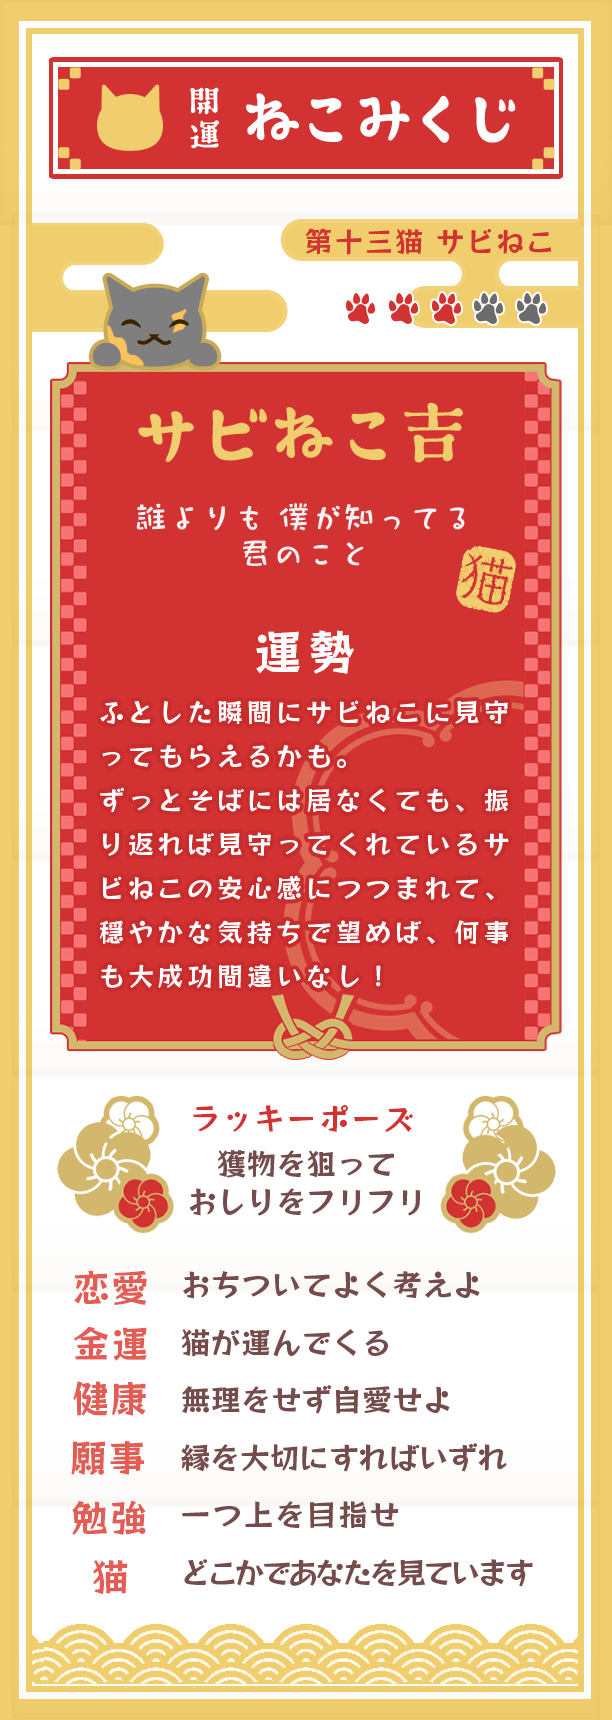 開運 ねこみくじ
第十三猫 サビねこ
サビねこ吉
誰よりも 僕が知ってる
君のこと
猫
運勢
ふとした瞬間にサビねこに見守
ってもらえるかも。
ずっとそばには居なくても、振
り返れば見守ってくれているサ
ビねこの安心感につつまれて、
穏やかな気持ちで望めば、何事
も大成功間違いなし！
ラッキーポーズ
獲物を狙って
おしりをフリフリ
恋愛 おちついてよく考えよ
金運 猫が運んでくる
健康 無理をせず自愛せよ
願事 縁を大切にすればいずれ
勉強 一つ上を目指せ
猫 どこかであなたを見ています